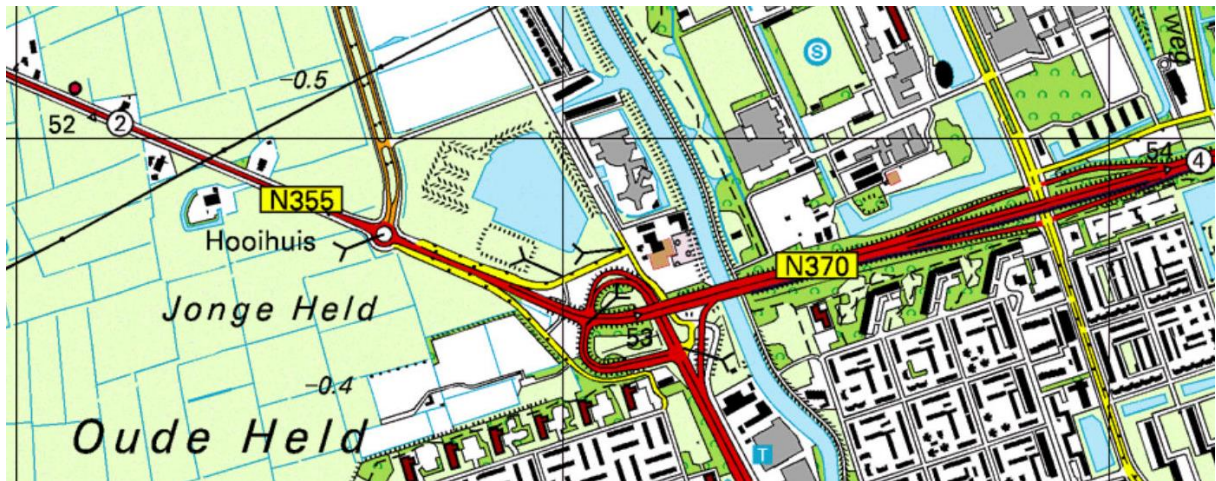 S
weg
-0.5
52
2
54
4
N355
Hooihuis
N370
Jonge Held
53
-0.4
Oude Held
T